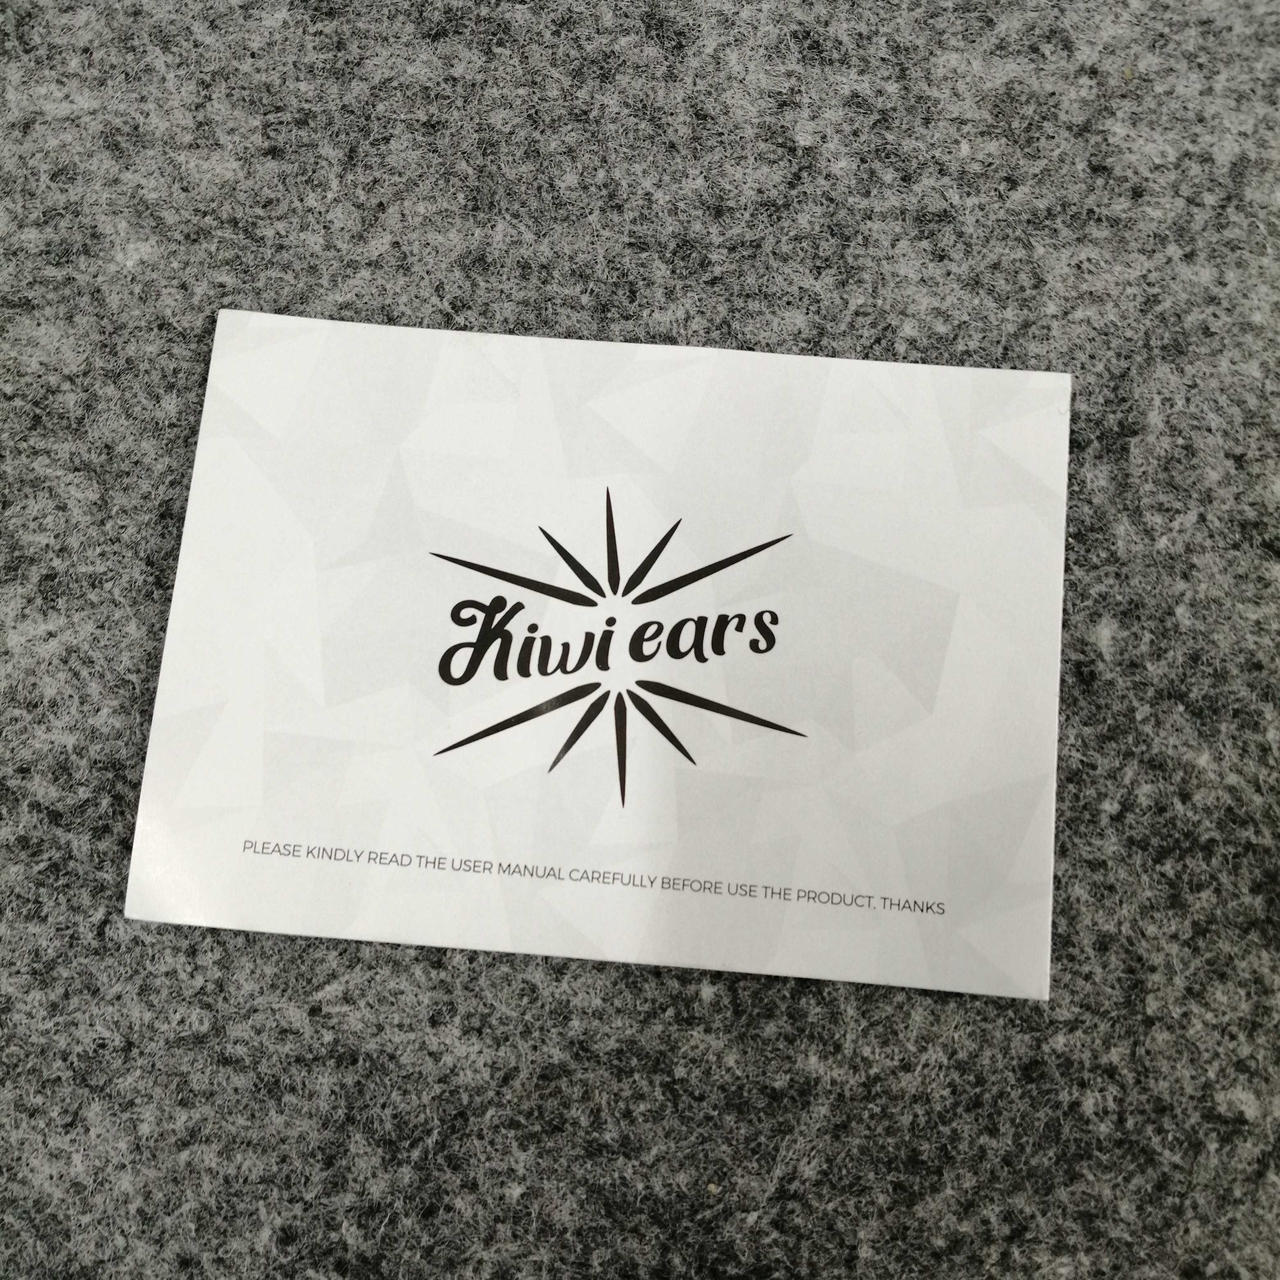 Kiwi ears
PLEASE KINDLY READ THE USER MANUAL CAREFULLY BEFORE USE THE PRODUCT. THANKS